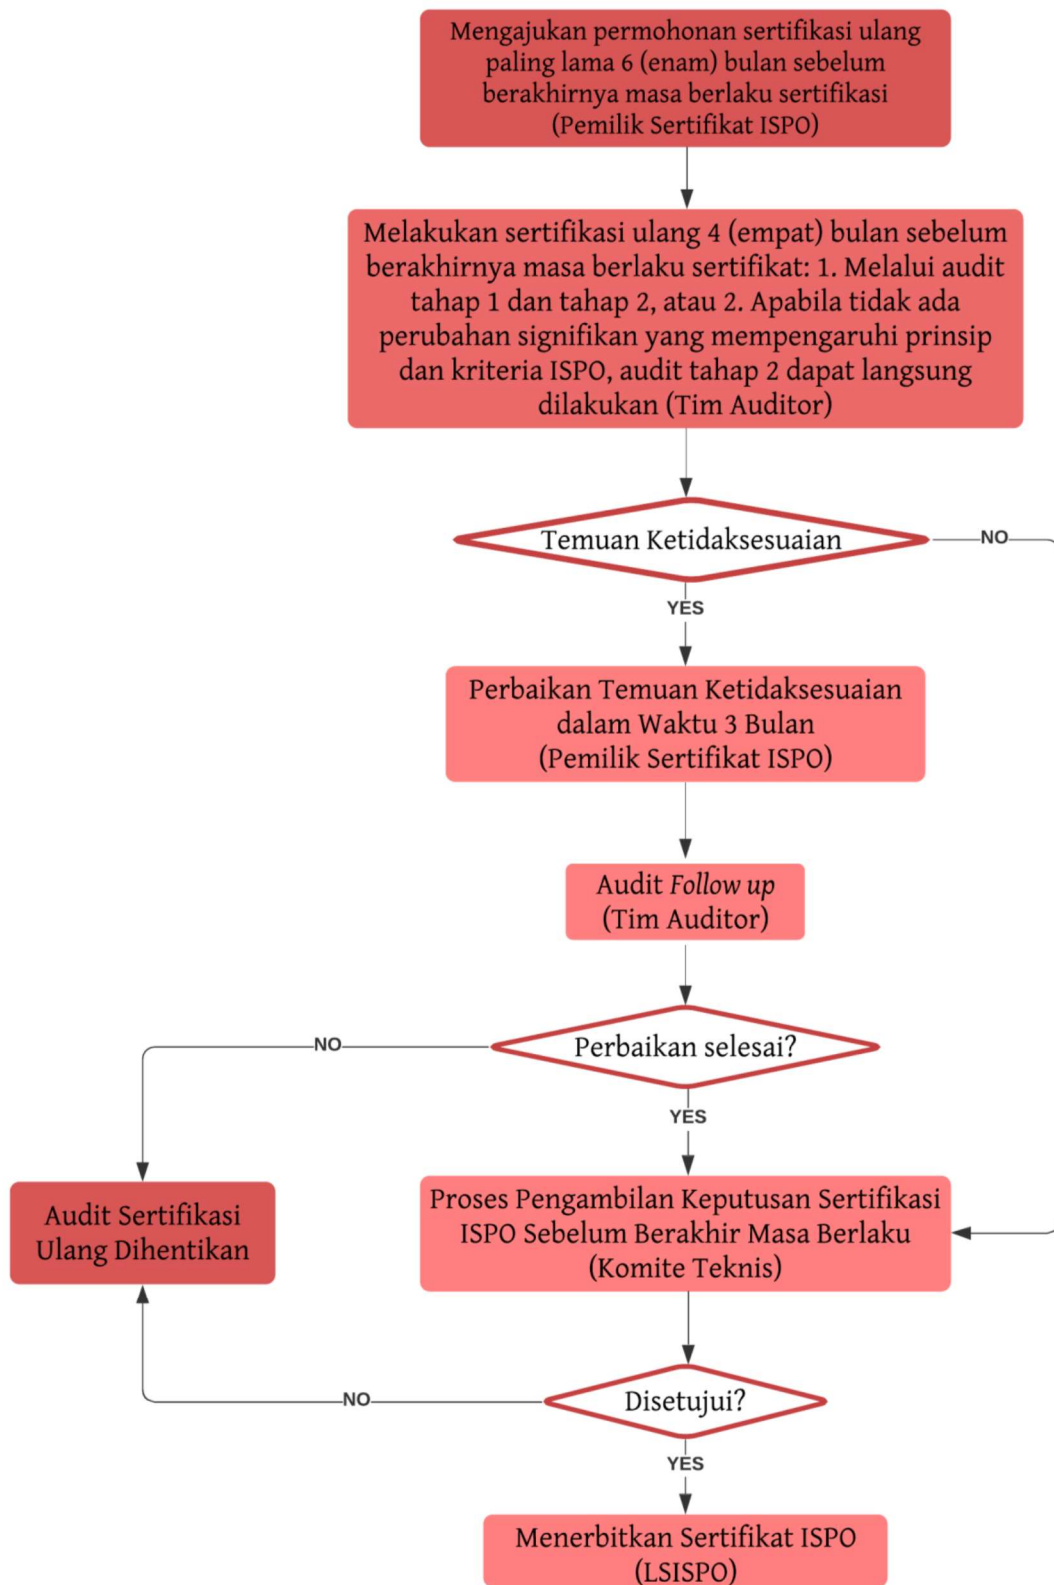 Mengajukan permohonan sertifikasi ulang
paling lama 6 (enam) bulan sebelum
berakhirnya masa berlaku sertifikasi
(Pemilik Sertifikat ISPO)
Melakukan sertifikasi ulang 4 (empat) bulan sebelum
berakhirnya masa berlaku sertifikat: 1. Melalui audit
tahap 1 dan tahap 2, atau 2. Apabila tidak ada
perubahan signifikan yang mempengaruhi prinsip
dan kriteria ISPO, audit tahap 2 dapat langsung
dilakukan (Tim Auditor)
Temuan Ketidaksesuaian
NO
YES
Perbaikan Temuan Ketidaksesuaian
dalam Waktu 3 Bulan
(Pemilik Sertifikat ISPO)
Audit Follow up
(Tim Auditor)
Perbaikan selesai?
NO
YES
Audit Sertifikasi
Ulang Dihentikan
Proses Pengambilan Keputusan Sertifikasi
ISPO Sebelum Berakhir Masa Berlaku
(Komite Teknis)
Disetujui?
NO
YES
Menerbitkan Sertifikat ISPO
(LSISPO)